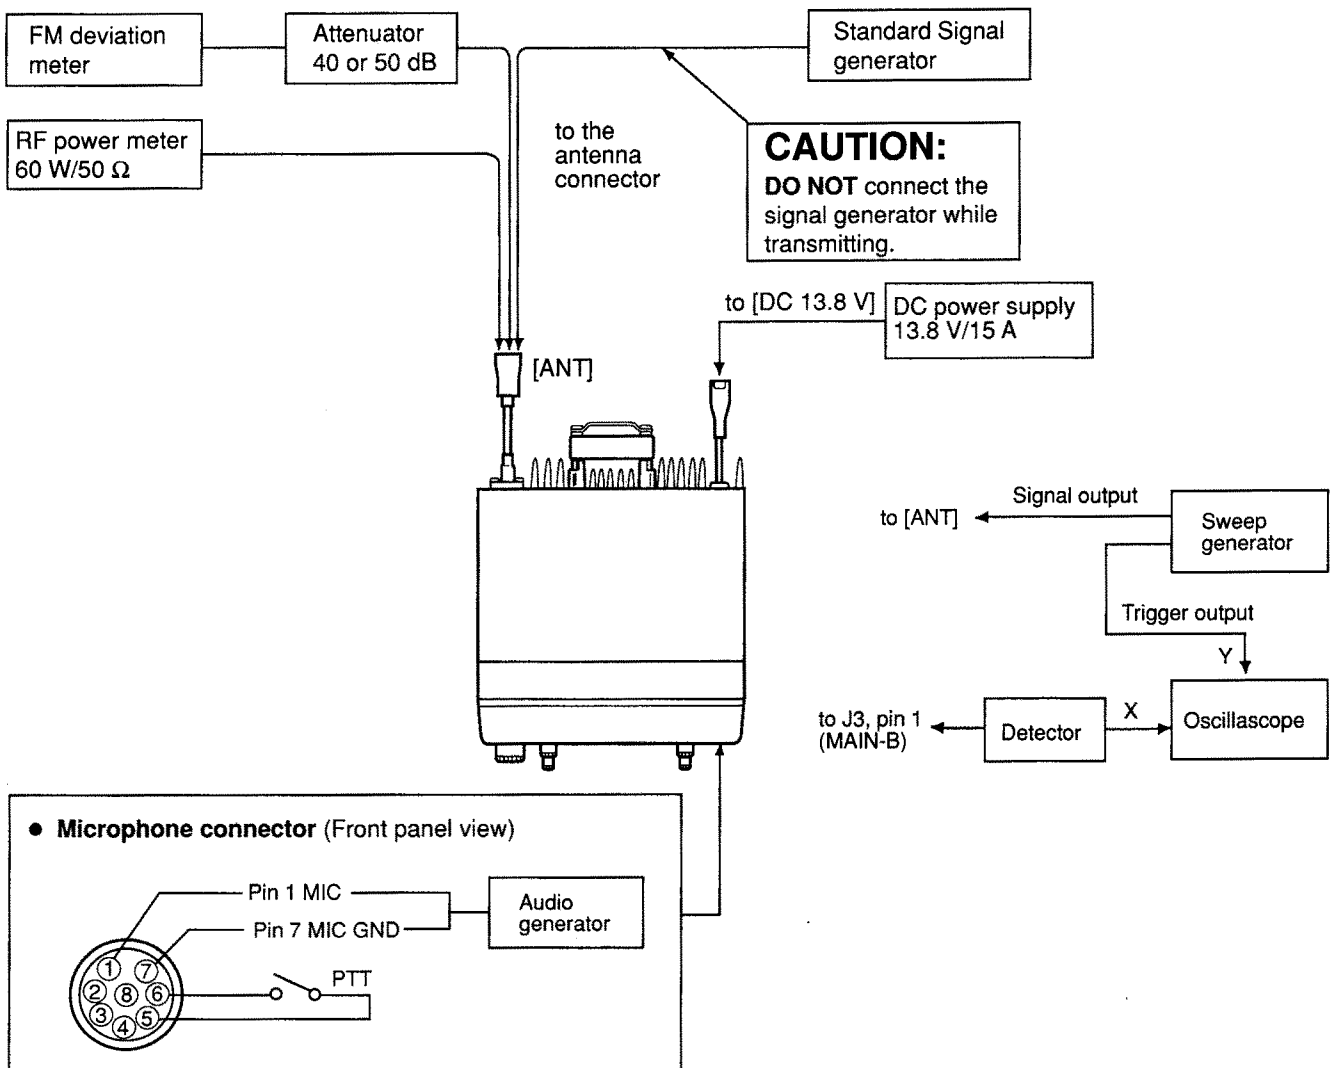 FM deviation
meter
Attenuator
40 or 50 dB
Standard Signal
generator
RF power meter
60 W/50 Ω
to the
antenna
connector
CAUTION:
DO NOT connect the
signal generator while
transmitting.
to [DC 13.8 V]
DC power supply
13.8 V/15 A
[ANT]
Signal output
to [ANT]
Sweep
generator
Trigger output
Y
to J3, pin 1
(MAIN-B)
Detector
X
Oscillascope
● Microphone connector (Front panel view)
Pin 1 MIC
Pin 7 MIC GND
Audio
generator
PTT
1
7
2
8
6
3
5
4